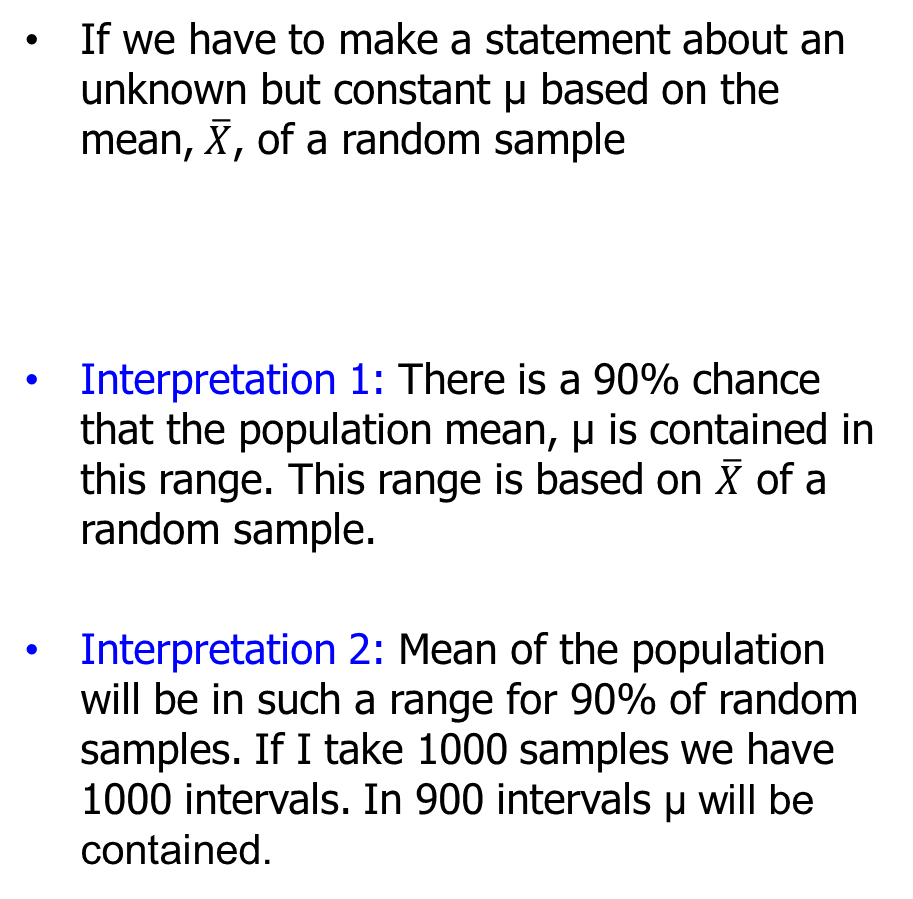 • If we have to make a statement about an
unknown but constant μ based on the
mean, X̄, of a random sample
• Interpretation 1: There is a 90% chance
that the population mean, μ is contained in
this range. This range is based on X̄ of a
random sample.
• Interpretation 2: Mean of the population
will be in such a range for 90% of random
samples. If I take 1000 samples we have
1000 intervals. In 900 intervals μ will be
contained.